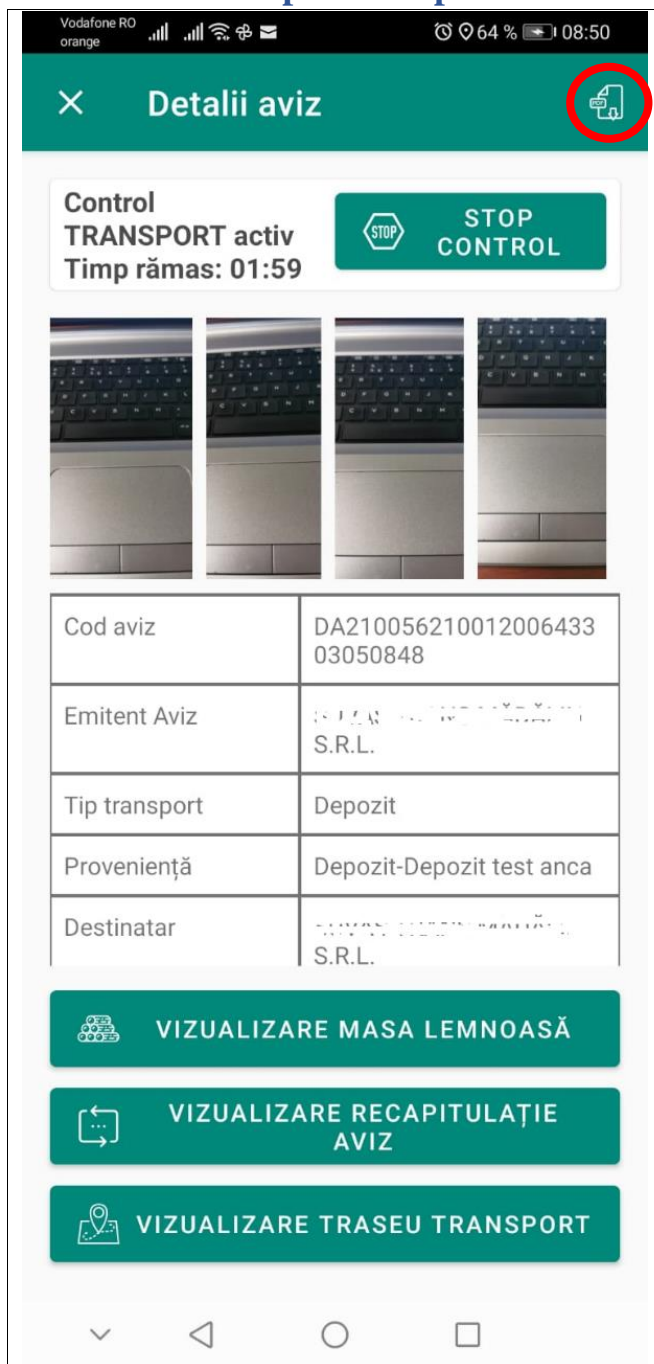 Vodafone RO
orange
64 % 08:50
Detalii aviz
PDF
Control
TRANSPORT activ
Timp rămas: 01:59
STOP
STOP
CONTROL
Cod aviz
DA210056210012006433
03050848
Emitent Aviz
S.R.L.
Tip transport
Depozit
Proveniență
Depozit-Depozit test anca
Destinatar
S.R.L.
VIZUALIZARE MASA LEMNOASĂ
VIZUALIZARE RECAPITULAȚIE
AVIZ
VIZUALIZARE TRASEU TRANSPORT